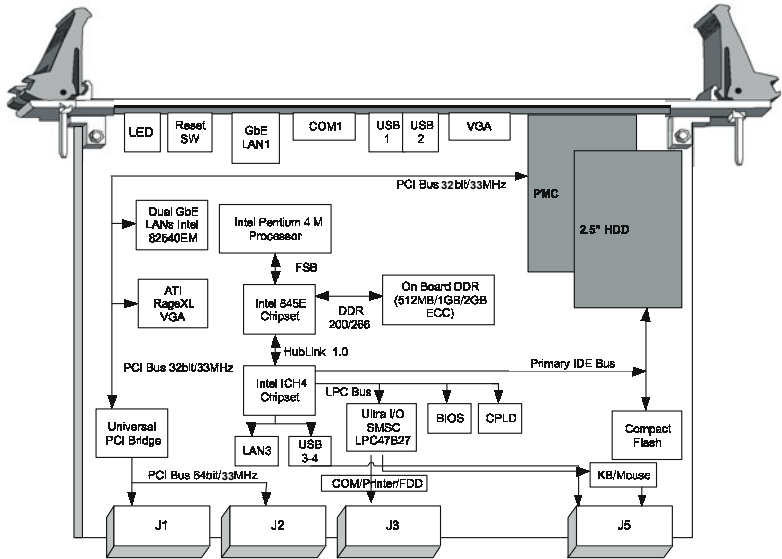 LED
Reset
SW
GbE
LAN1
COM1
USB
1
USB
2
VGA
PCI Bus 32bit/33MHz
PMC
2.5" HDD
Dual GbE
LANs Intel
82540EM
Intel Pentium 4 M
Processor
FSB
ATI
RageXL
VGA
Intel 845E
Chipset
DDR
200/266
On Board DDR
(512MB/1GB/2GB
ECC)
HubLink 1.0
PCI Bus 32bit/33MHz
Intel ICH4
Chipset
Primary IDE Bus
LPC Bus
Universal
PCI Bridge
LAN3
USB
3-4
Ultra I/O
SMSC
LPC47B27
BIOS
CPLD
Compact
Flash
PCI Bus 64bit/33MHz
COM/Printer/FDD
KB/Mouse
J1
J2
J3
J5